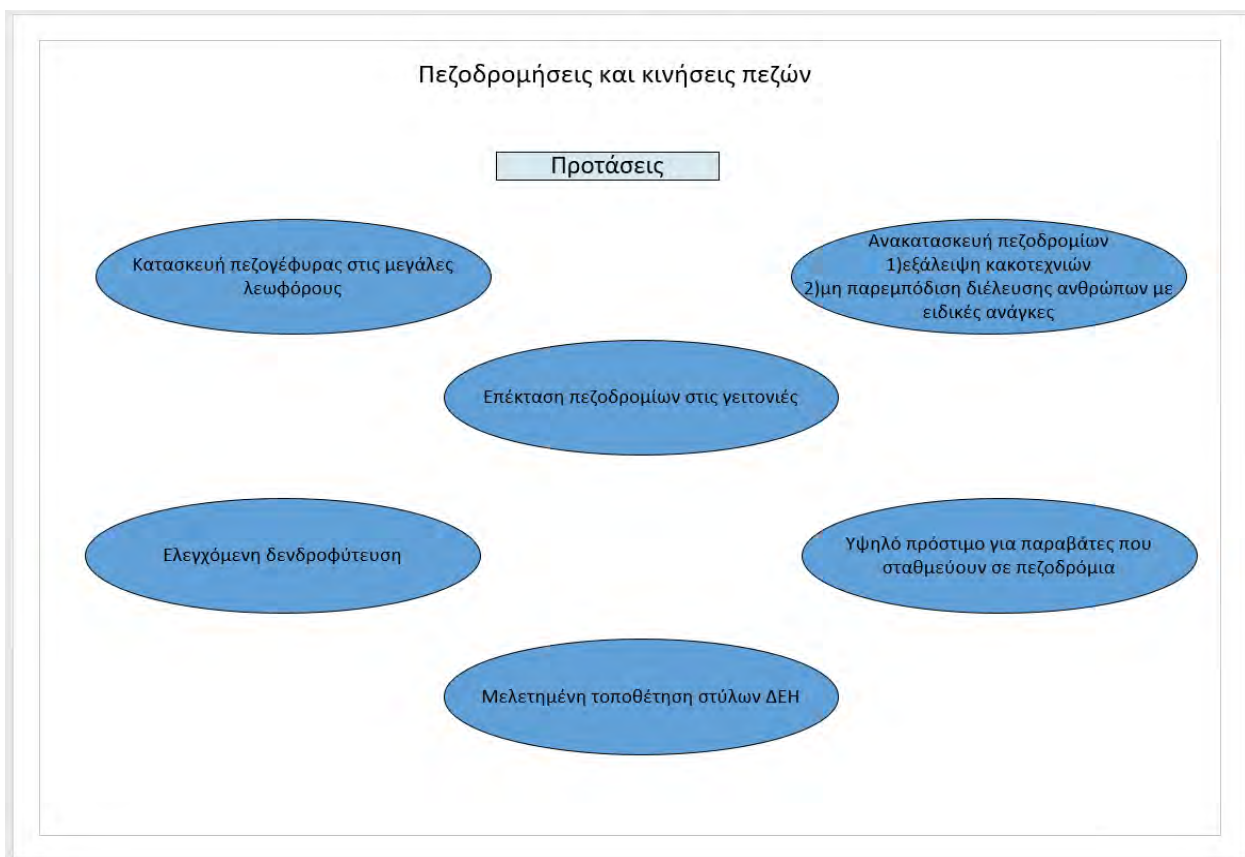 Πεζοδρομήσεις και κινήσεις πεζών
Προτάσεις
Κατασκευή πεζογέφυρας στις μεγάλες
λεωφόρους
Ανακατασκευή πεζοδρομίων
1)εξάλειψη κακοτεχνιών
2)μη παρεμπόδιση διέλευσης ανθρώπων με
ειδικές ανάγκες
Επέκταση πεζοδρομίων στις γειτονιές
Ελεγχόμενη δενδροφύτευση
Υψηλό πρόστιμο για παραβάτες που
σταθμεύουν σε πεζοδρόμια
Μελετημένη τοποθέτηση στύλων ΔΕΗ